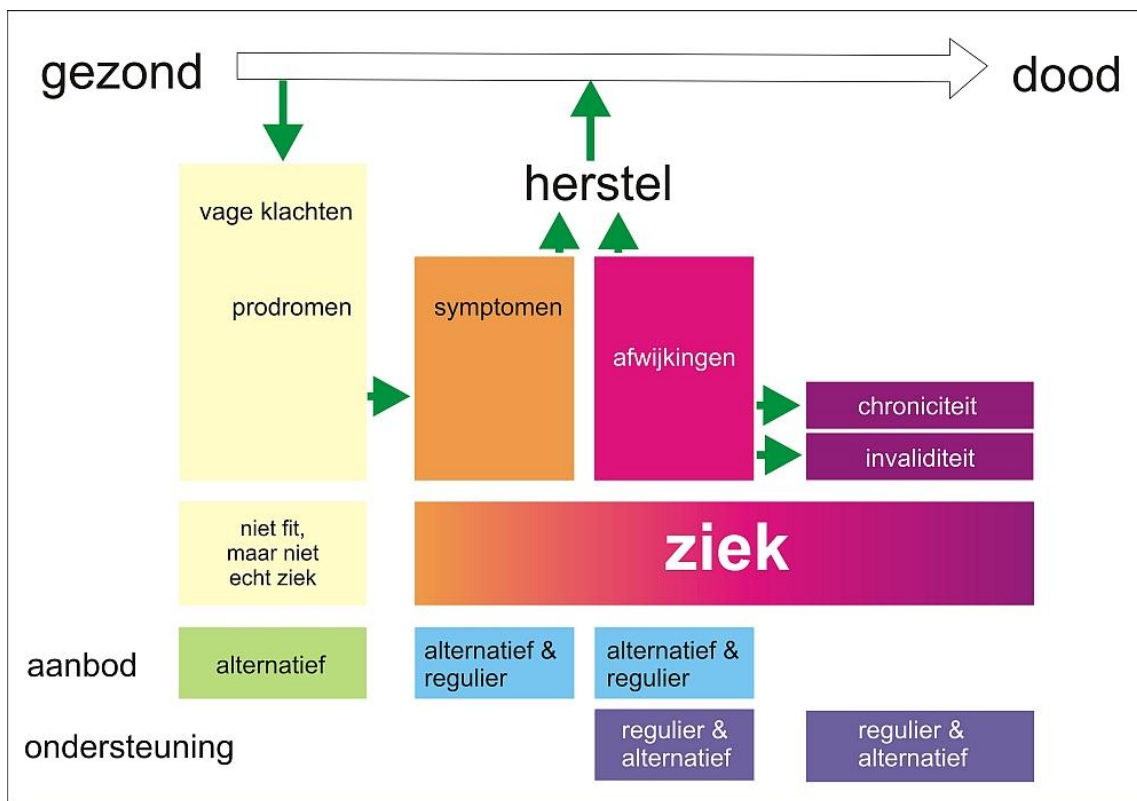 gezond
dood
herstel
vage klachten
prodromen
symptomen
afwijkingen
chroniciteit
invaliditeit
niet fit,
maar niet
echt ziek
ziek
aanbod
alternatief
alternatief &
regulier
alternatief &
regulier
ondersteuning
regulier &
alternatief
regulier &
alternatief